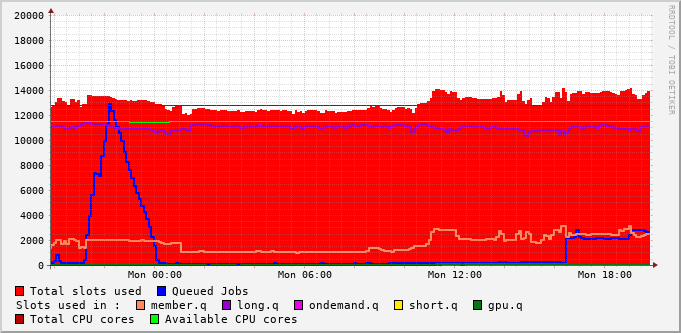 20000
18000
16000
14000
12000
10000
8000
6000
4000
2000
0
Mon 00:00 Mon 06:00 Mon 12:00 Mon 18:00
RRDTOOL / TOBI OETIKER
Total slots used Queued Jobs
Slots used in : member.q long.q ondemand.q short.q gpu.q
Total CPU cores Available CPU cores